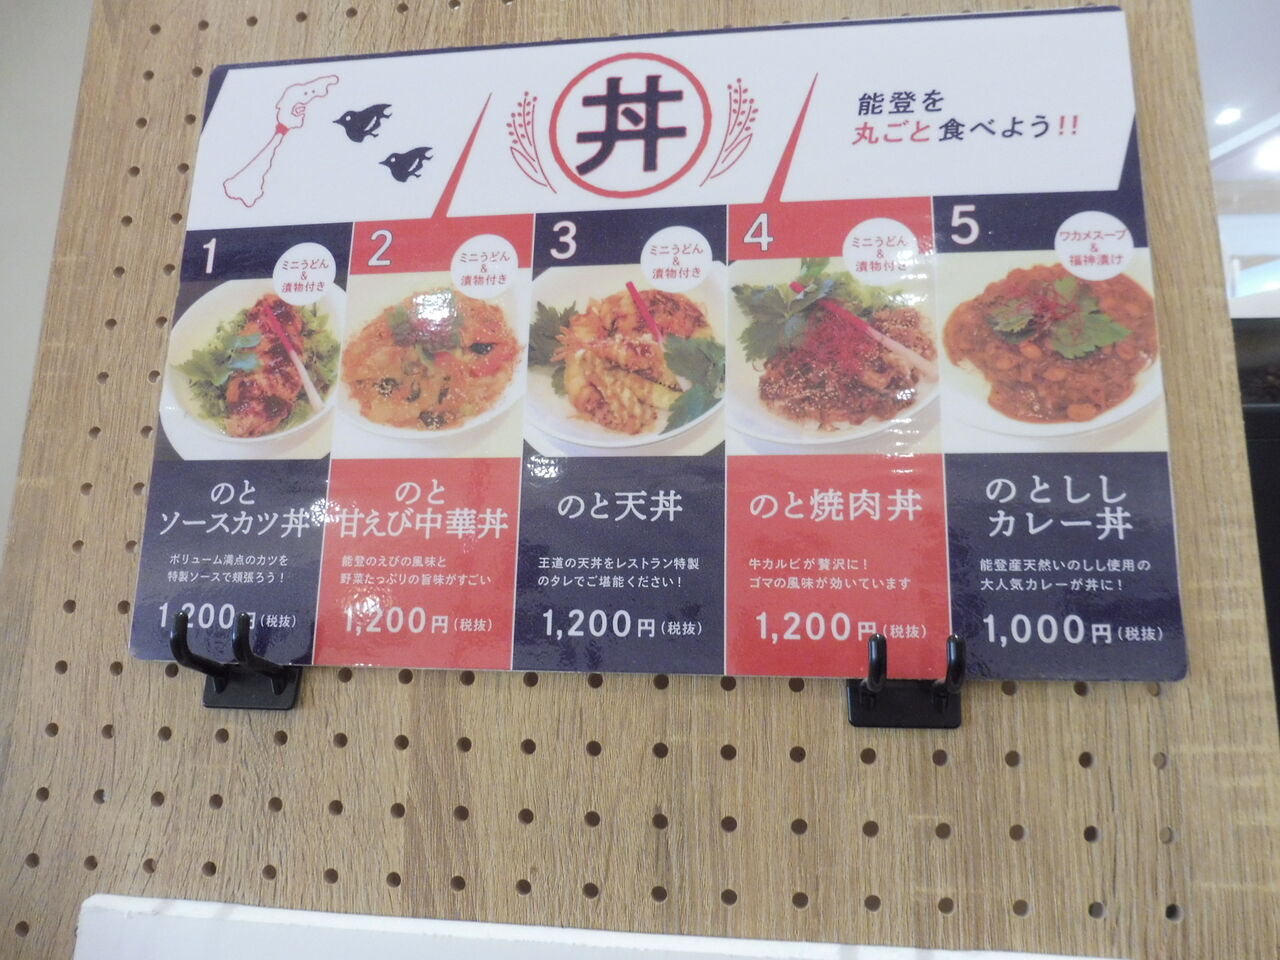 丼
能登を
丸ごと食べよう!!
1
ミニうどん
&
漬物付き
のと
ソースカツ丼
ボリューム満点のカツを
特製ソースで頬張ろう！
1,200円(税抜)
2
ミニうどん
&
漬物付き
のと
甘えび中華丼
能登のえびの風味と
野菜たっぷりの旨味がすごい
1,200円(税抜)
3
ミニうどん
&
漬物付き
のと天丼
王道の天丼をレストラン特製
のタレでご堪能ください！
1,200円(税抜)
4
ミニうどん
&
漬物付き
のと焼肉丼
牛カルビが贅沢に！
ゴマの風味が効いています
1,200円(税抜)
5
ワカメスープ
&
福神漬け
のとしし
カレー丼
能登産天然いのしし使用の
大人気カレーが丼に！
1,000円(税抜)